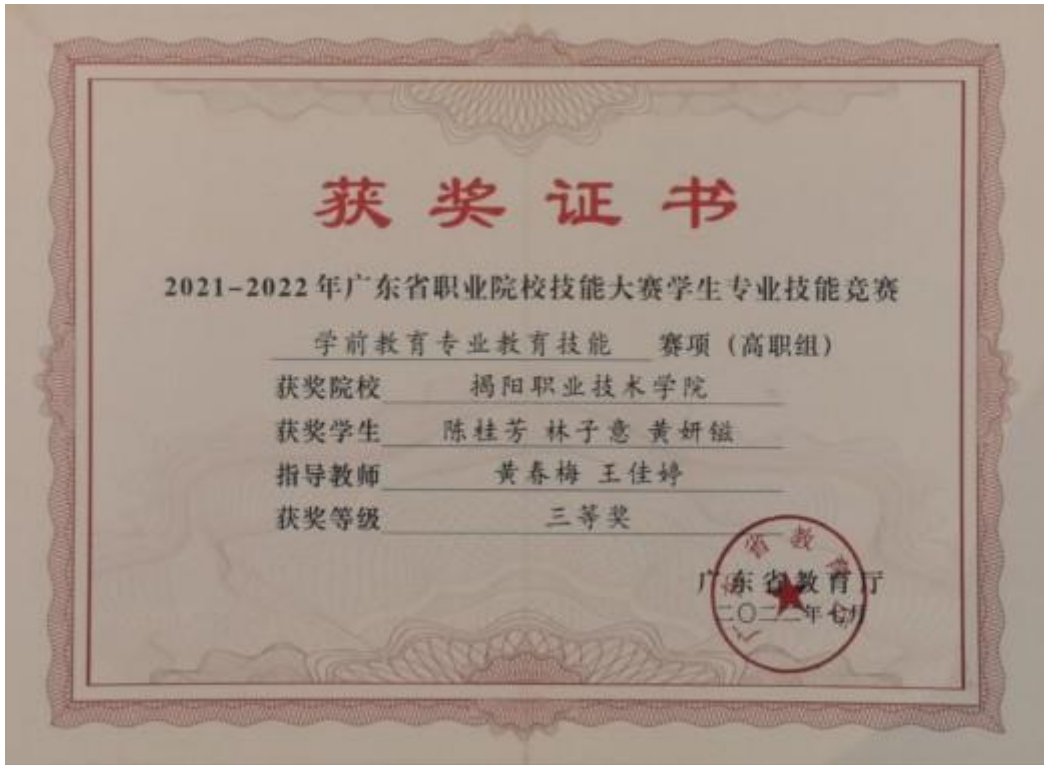 获奖证书
2021-2022年广东省职业院校技能大赛学生专业技能竞赛
学前教育专业教育技能 赛项（高职组）
获奖院校 揭阳职业技术学院
获奖学生 陈桂芳 林子意 黄妍镒
指导教师 黄春梅 王佳婷
获奖等级 三等奖
广东省教育厅
二〇二二年七月